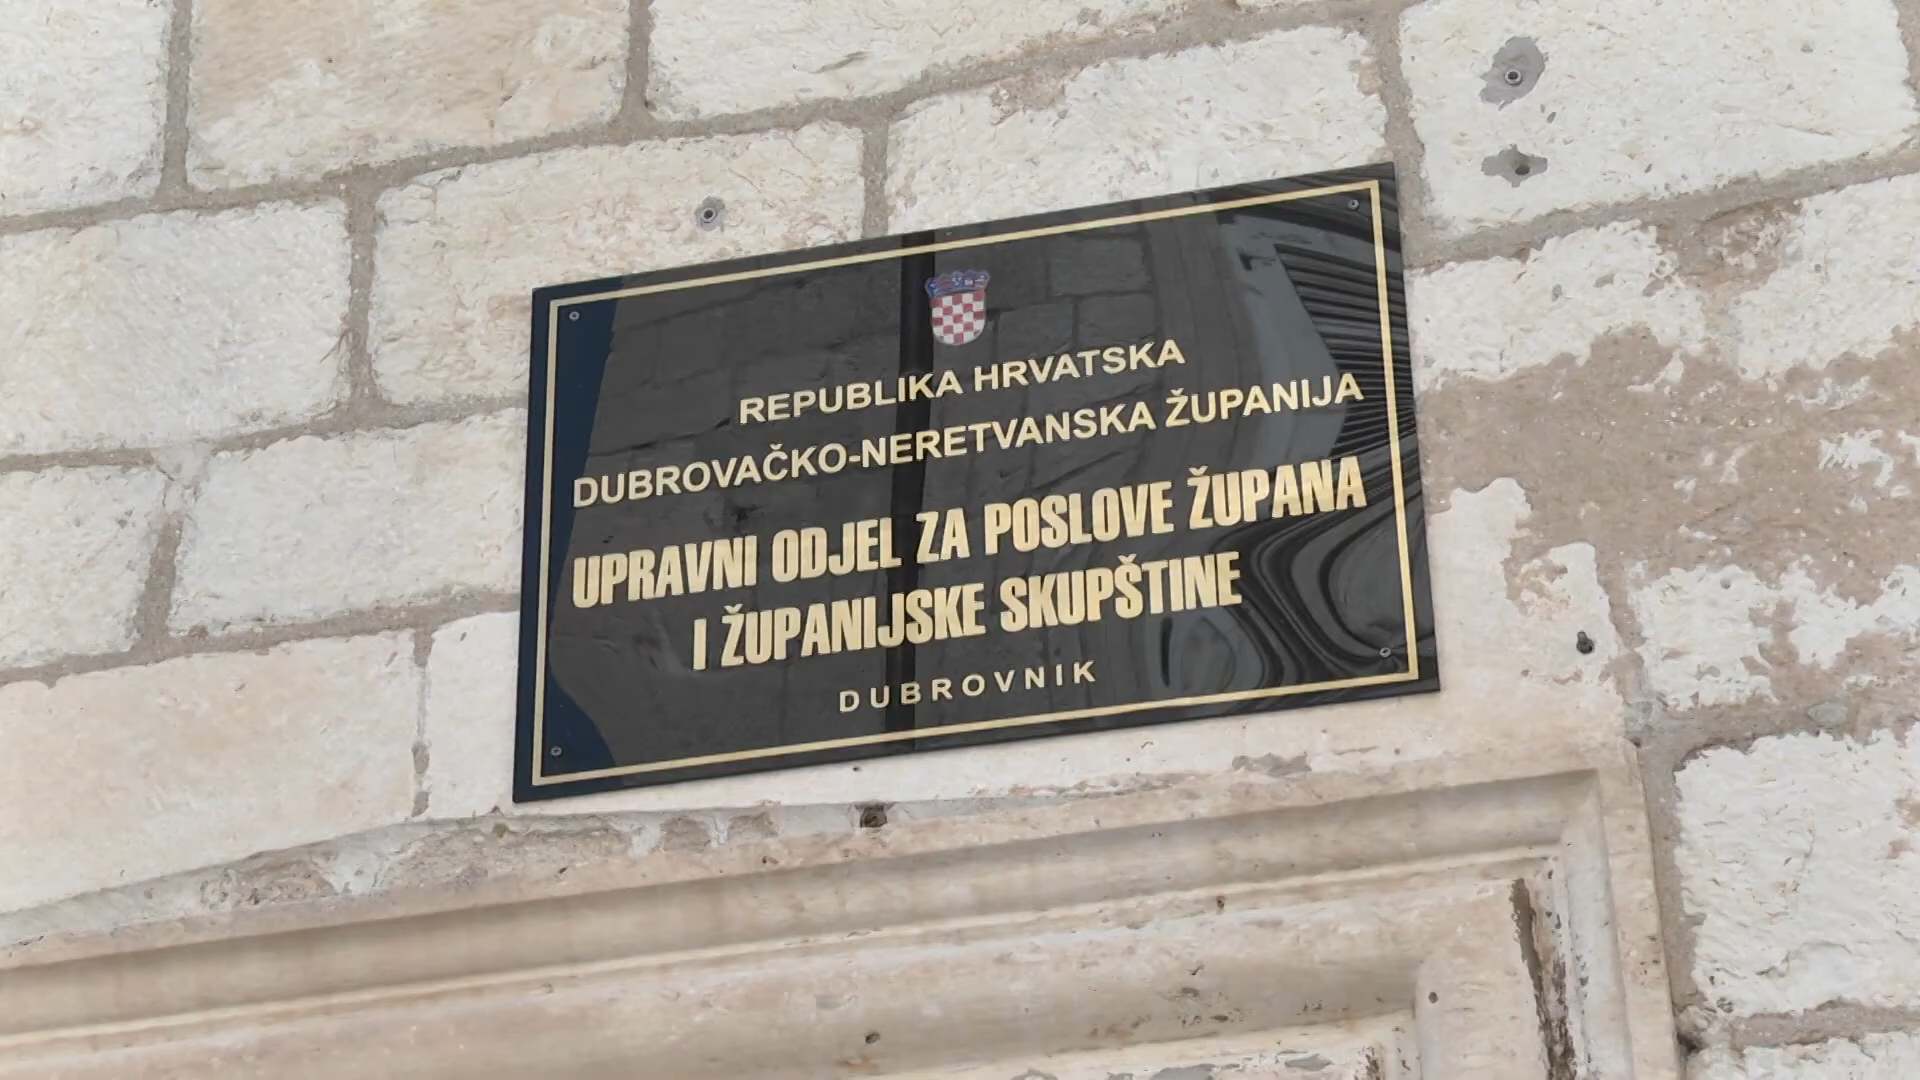 REPUBLIKA HRVATSKA
DUBROVAČKO-NERETVANSKA ŽUPANIJA
UPRAVNI ODJEL ZA POSLOVE ŽUPANA
I ŽUPANIJSKE SKUPŠTINE
DUBROVNIK